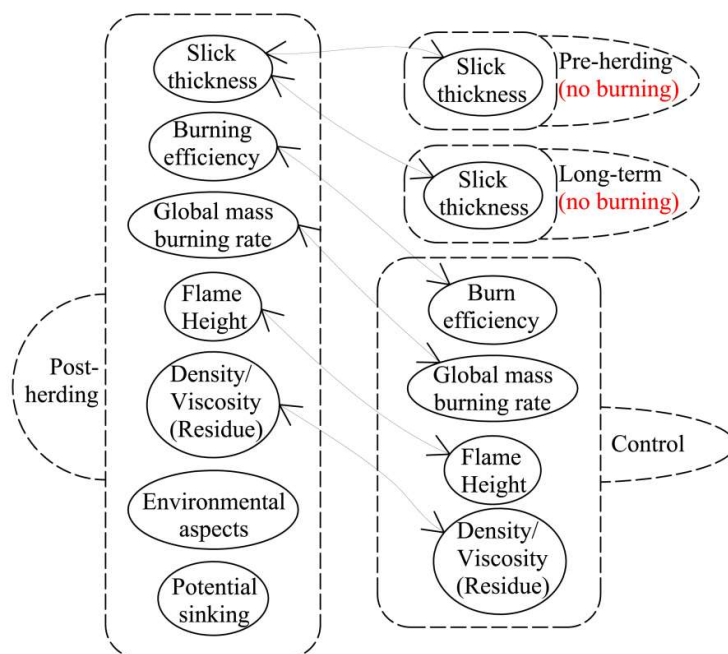 Slick
thickness
Burning
efficiency
Global mass
burning rate
Flame
Height
Density/
Viscosity
(Residue)
Environmental
aspects
Potential
sinking
Post-
herding
Slick
thickness
Pre-herding
(no burning)
Slick
thickness
Long-term
(no burning)
Burn
efficiency
Global mass
burning rate
Flame
Height
Density/
Viscosity
(Residue)
Control